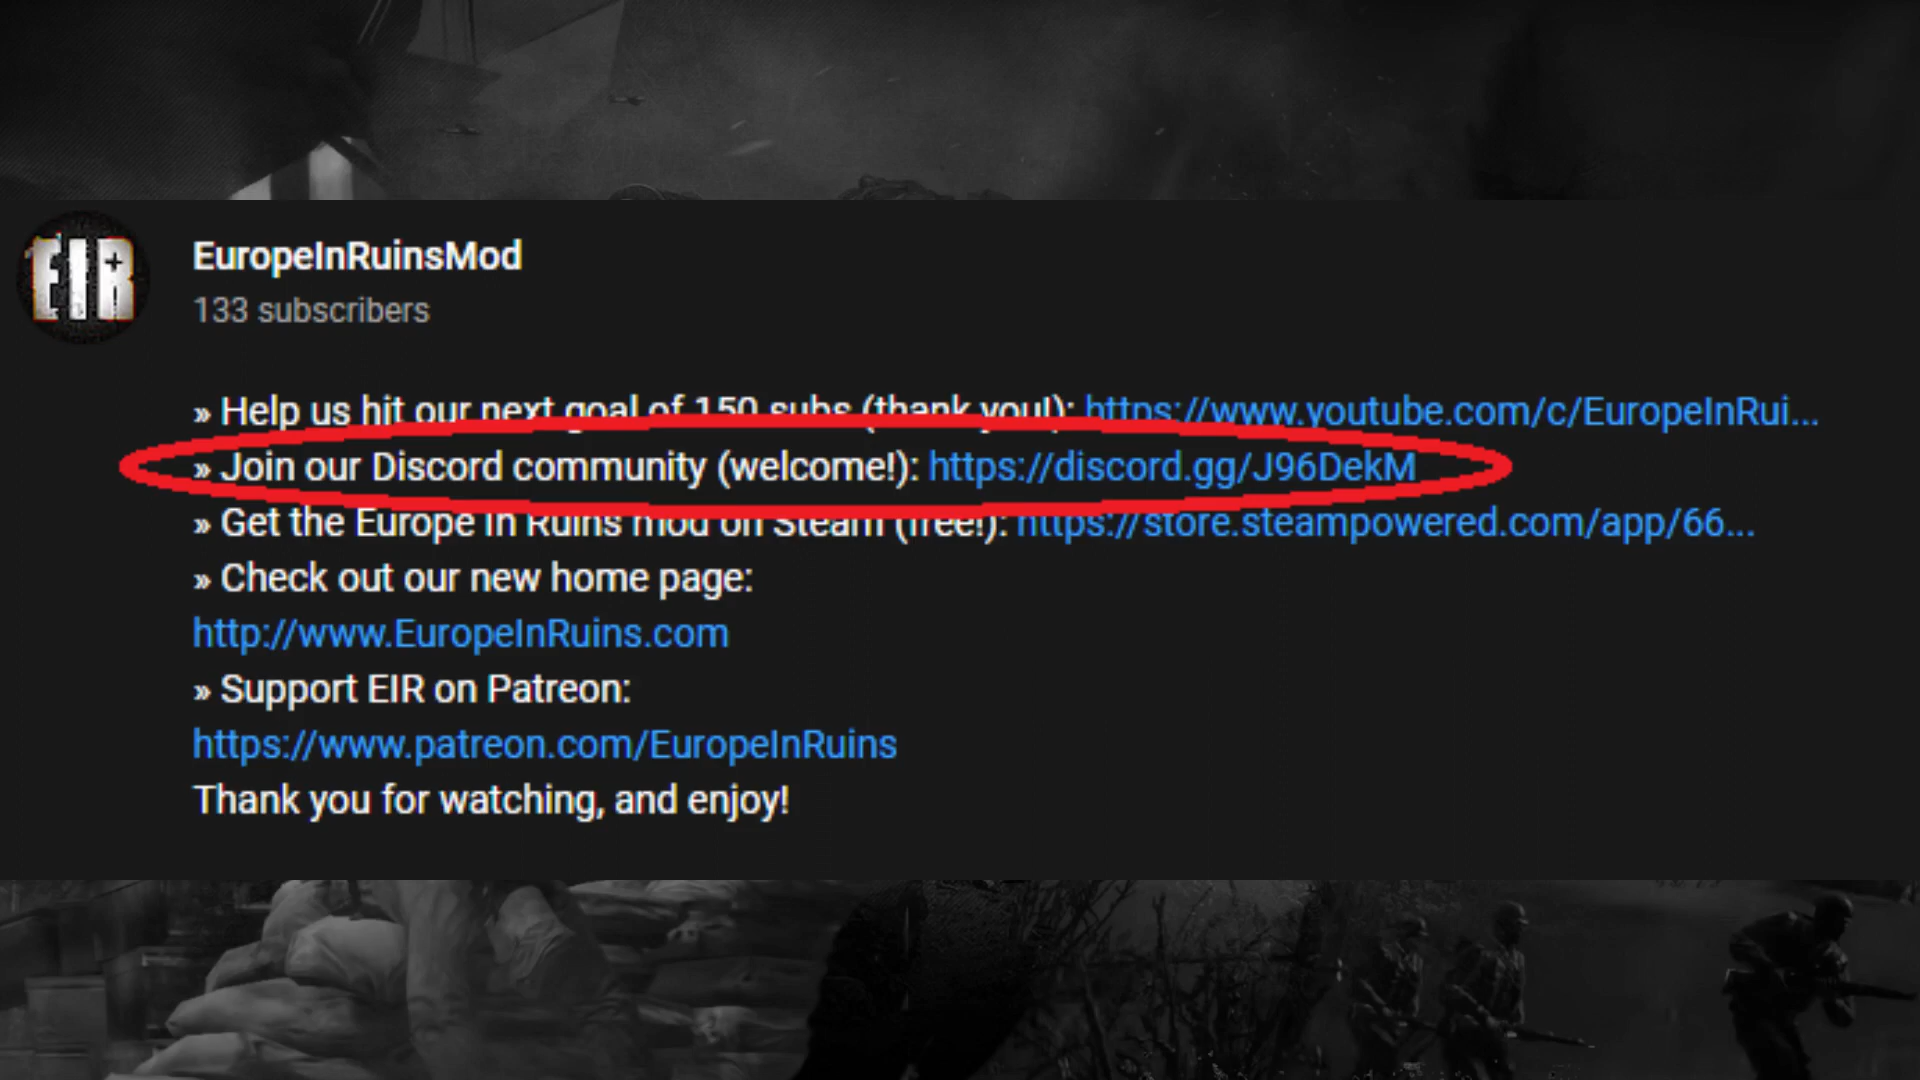 EIR
EuropeInRuinsMod
133 subscribers
» Help us hit our next goal of 150 subs (thank you!): https://www.youtube.com/c/EuropeInRui...
» Join our Discord community (welcome!): https://discord.gg/J96DekM
» Get the Europe In Ruins mod on Steam (free!): https://store.steampowered.com/app/66...
» Check out our new home page:
http://www.EuropeInRuins.com
» Support EIR on Patreon:
https://www.patreon.com/EuropeInRuins
Thank you for watching, and enjoy!